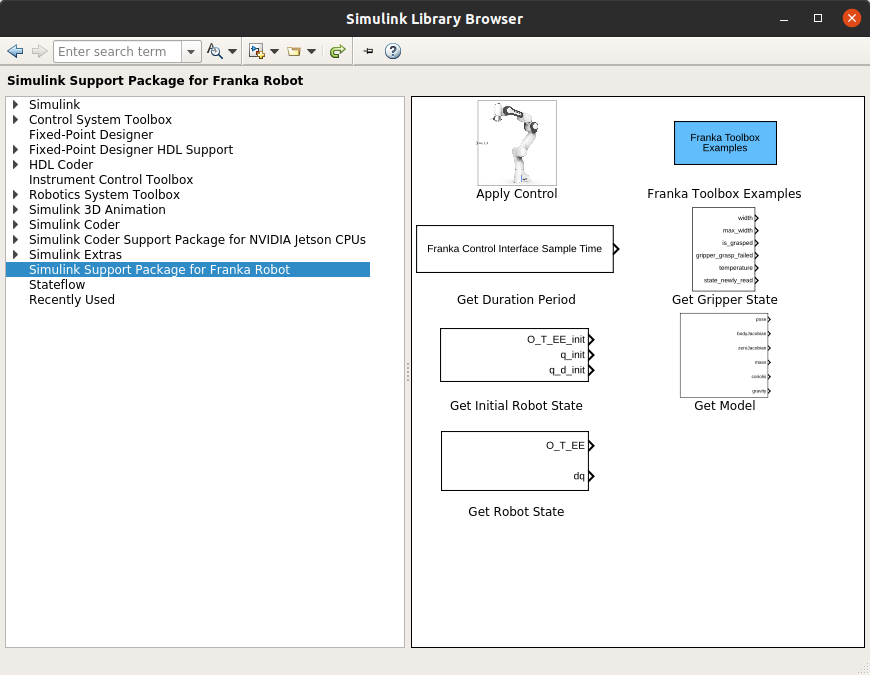 Simulink Library Browser
Enter search term
Simulink Support Package for Franka Robot
Simulink
Control System Toolbox
Fixed-Point Designer
Fixed-Point Designer HDL Support
HDL Coder
Instrument Control Toolbox
Robotics System Toolbox
Simulink 3D Animation
Simulink Coder
Simulink Coder Support Package for NVIDIA Jetson CPUs
Simulink Extras
Simulink Support Package for Franka Robot
Stateflow
Recently Used
Apply Control
Franka Toolbox
Examples
Franka Toolbox Examples
Franka Control Interface Sample Time
Get Duration Period
width
max_width
is_grasped
gripper_grasp_failed
temperature
state_newly_read
Get Gripper State
O_T_EE_init
q_init
q_d_init
Get Initial Robot State
pose
bodyJacobian
zeroJacobian
mass
coriolis
gravity
Get Model
O_T_EE
dq
Get Robot State